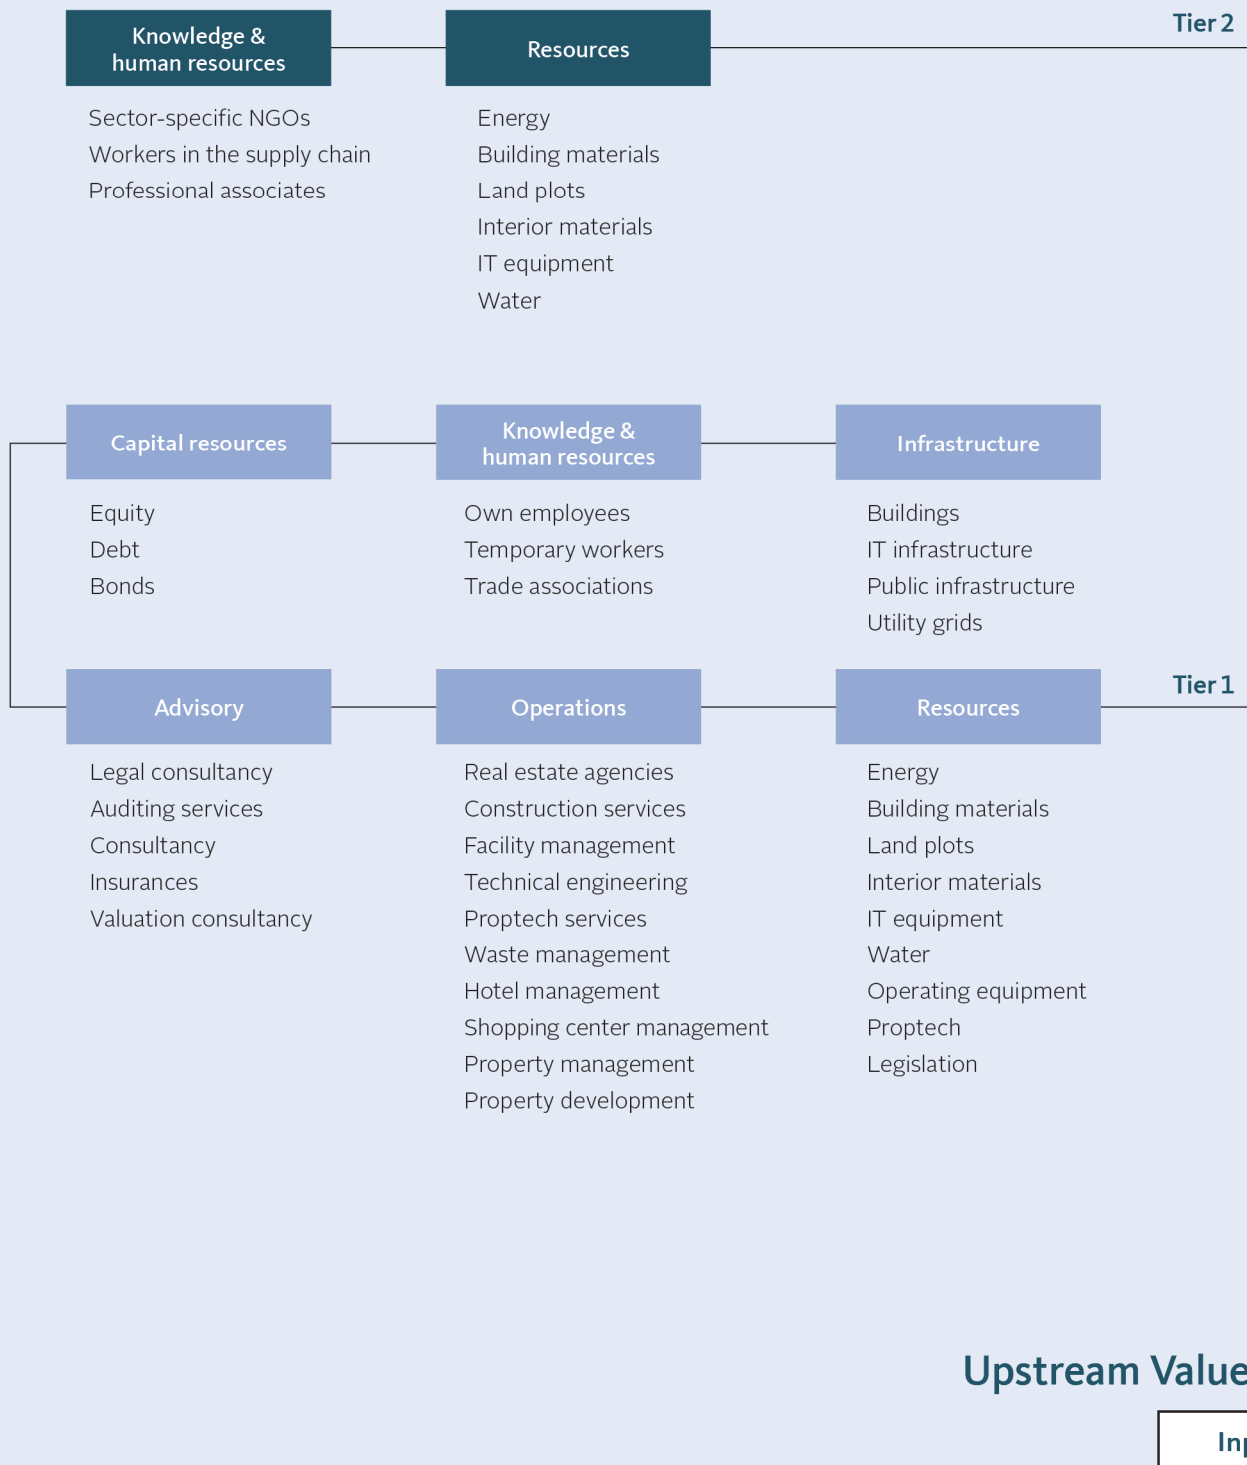 Tier 2
Knowledge &
human resources
Resources
Sector-specific NGOs
Workers in the supply chain
Professional associates
Energy
Building materials
Land plots
Interior materials
IT equipment
Water
Capital resources
Knowledge &
human resources
Infrastructure
Equity
Debt
Bonds
Own employees
Temporary workers
Trade associations
Buildings
IT infrastructure
Public infrastructure
Utility grids
Tier 1
Advisory
Operations
Resources
Legal consultancy
Auditing services
Consultancy
Insurances
Valuation consultancy
Real estate agencies
Construction services
Facility management
Technical engineering
Proptech services
Waste management
Hotel management
Shopping center management
Property management
Property development
Energy
Building materials
Land plots
Interior materials
IT equipment
Water
Operating equipment
Proptech
Legislation
Upstream Value